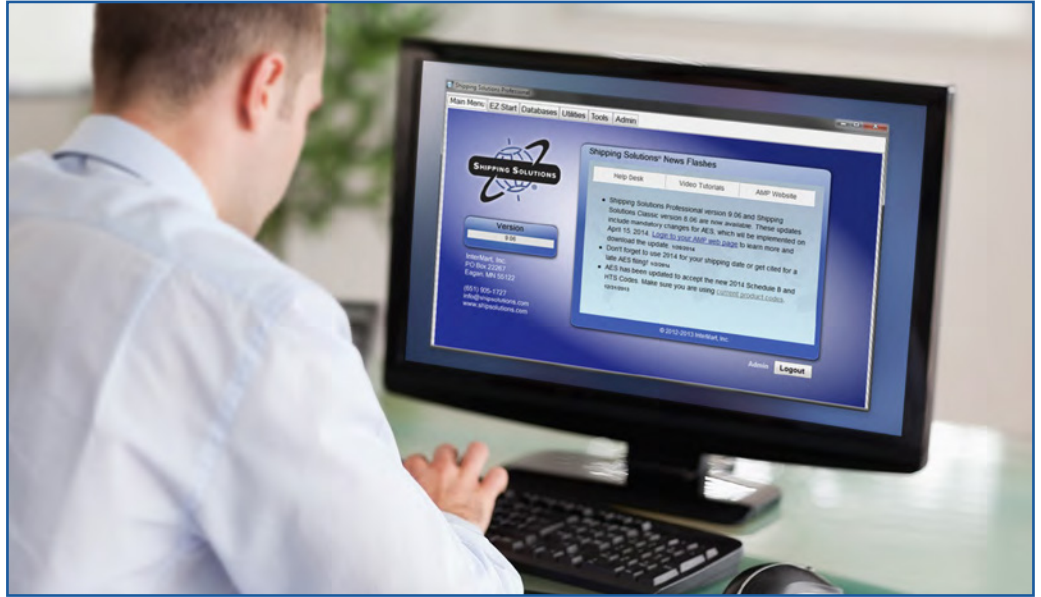 Shipping Solutions Professional
Main Menu EZ Start Databases Utilities Tools Admin
SHIPPING SOLUTIONS
®
Version
9.06
InterMart, Inc.
PO Box 22267
Eagan, MN 55122
(651) 905-1727
info@shipsolutions.com
www.shipsolutions.com
Shipping Solutions® News Flashes
Help Desk Video Tutorials AMP Website
• Shipping Solutions Professional version 9.06 and Shipping
Solutions Classic version 8.06 are now available. These updates
include mandatory changes for AES, which will be implemented on
April 15, 2014. Login to your AMP web page to learn more and
download the update.
• Don't forget to use 2014 for your shipping date or get cited for a
late AES filing!
• AES has been updated to accept the new 2014 Schedule B and
HTS Codes. Make sure you are using current product codes.
12/31/2013
© 2012-2013 InterMart, Inc.
Admin Logout